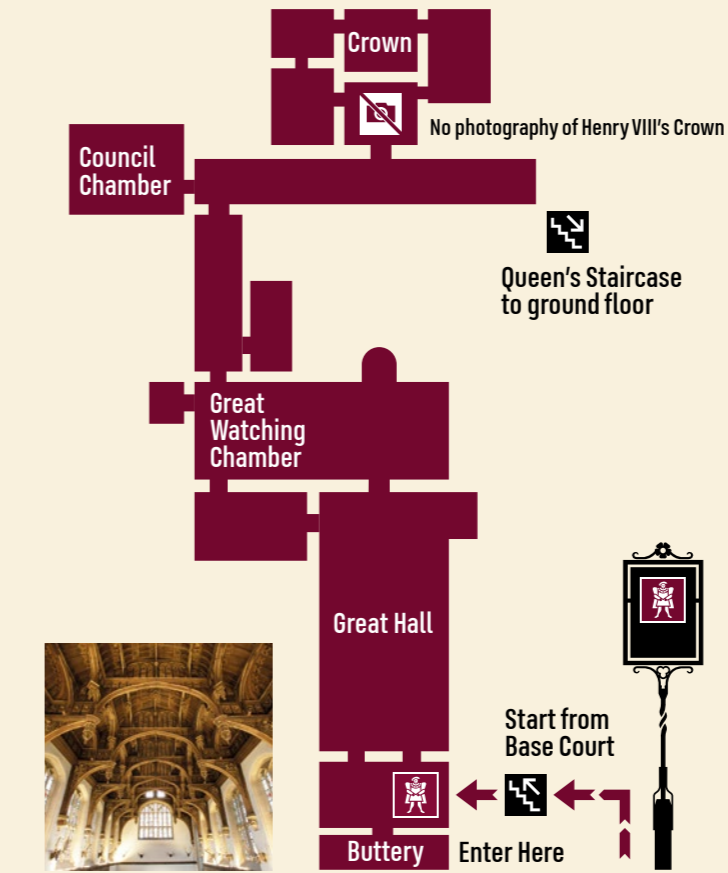 Crown
No photography of Henry VIII's Crown
Council
Chamber
Queen's Staircase
to ground floor
Great
Watching
Chamber
Great Hall
Start from
Base Court
Buttery
Enter Here